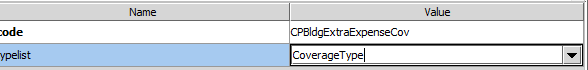 Name Value
code CPBldgExtraExpenseCov
ypelist CoverageType